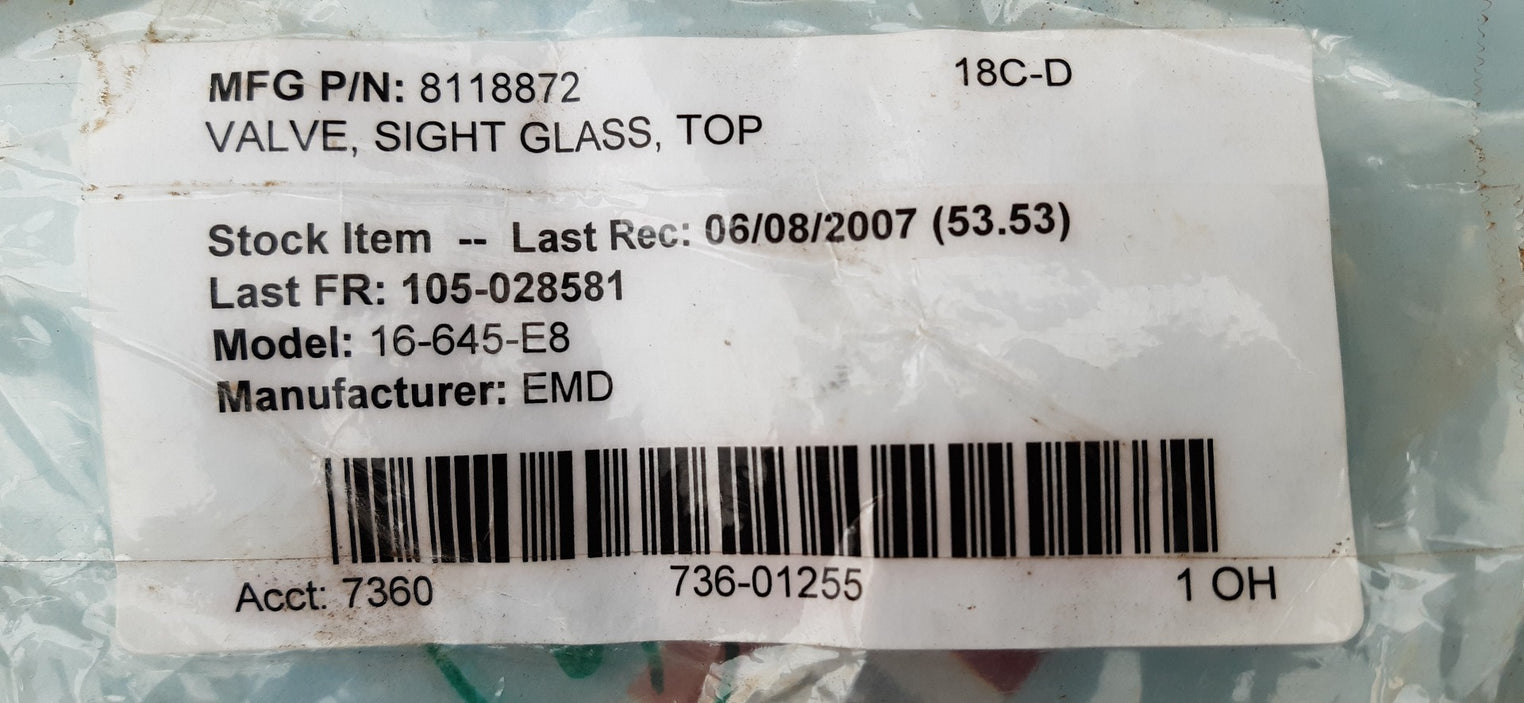 MFG P/N: 8118872 18C-D
VALVE, SIGHT GLASS, TOP
Stock Item -- Last Rec: 06/08/2007 (53.53)
Last FR: 105-028581
Model: 16-645-E8
Manufacturer: EMD
Acct: 7360 736-01255 1 OH